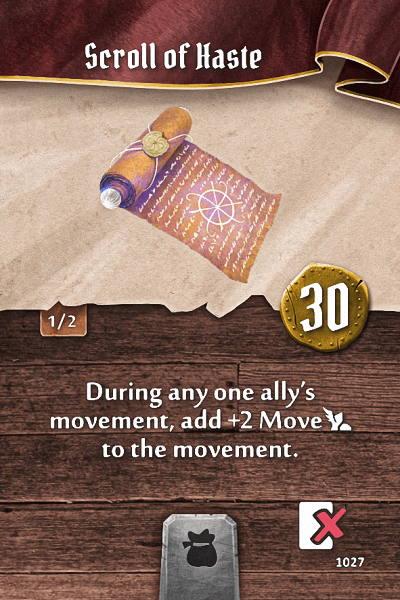 Scroll of Haste
30
1/2
During any one ally's
movement, add +2 Move
to the movement.
1027